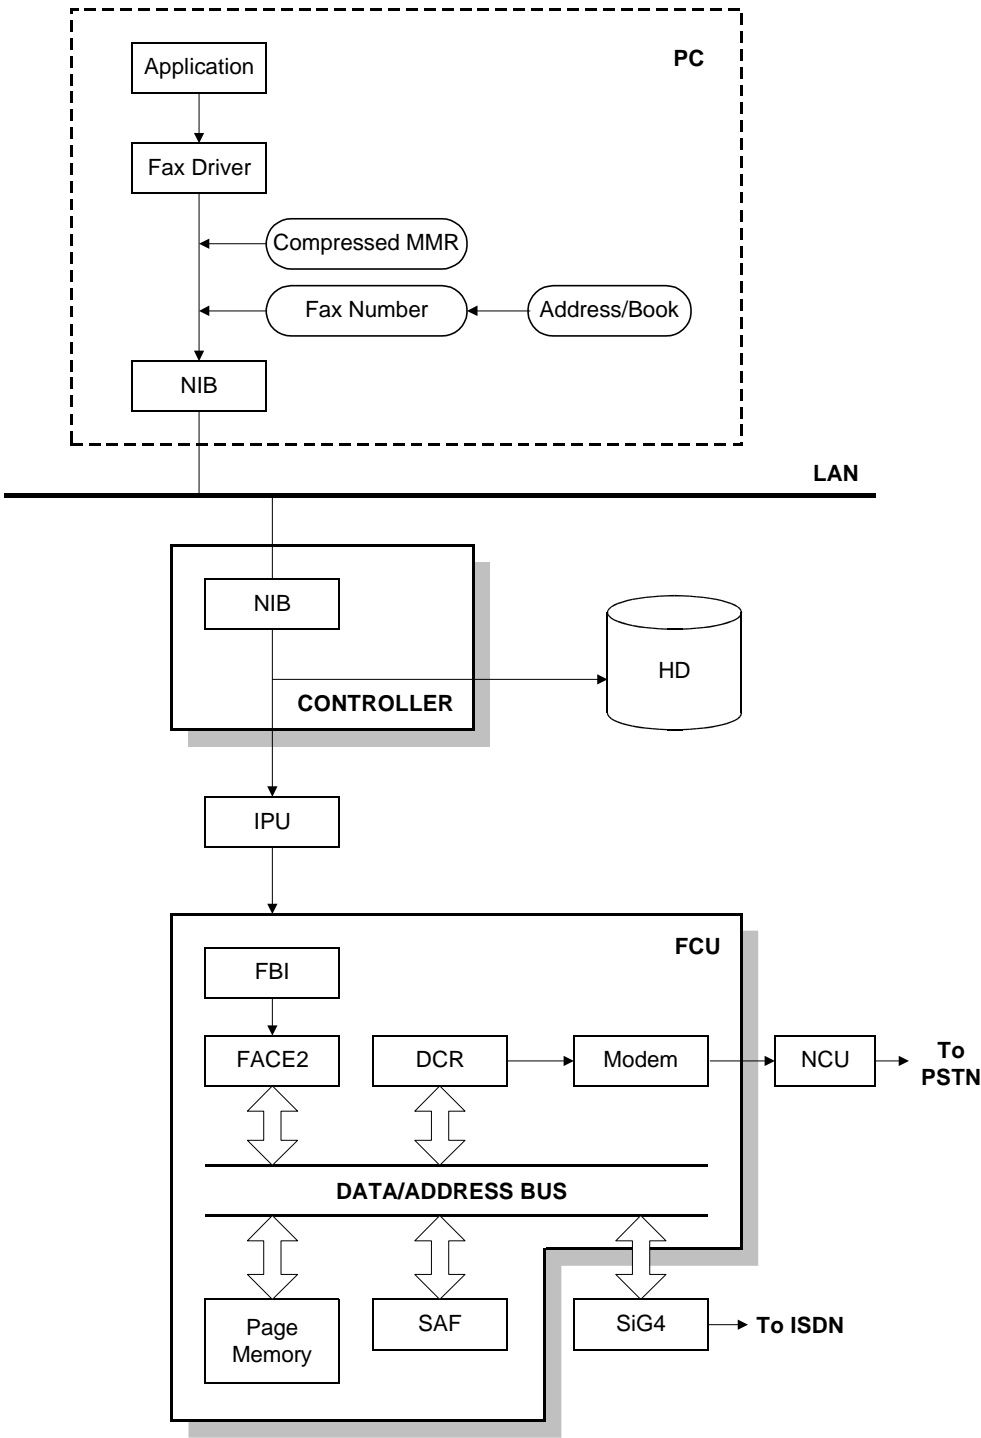 PC
Application
Fax Driver
Compressed MMR
Fax Number
Address/Book
NIB
LAN
NIB
HD
CONTROLLER
IPU
FCU
FBI
FACE2
DCR
Modem
NCU
To
PSTN
DATA/ADDRESS BUS
Page
Memory
SAF
SiG4
To ISDN